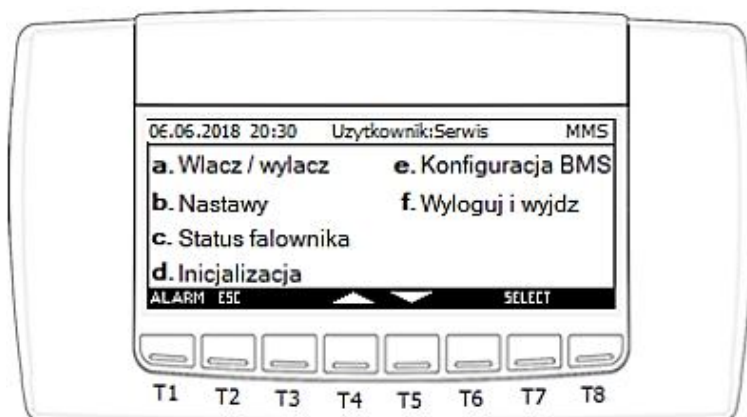 06.06.2018 20:30 Uzytkownik:Serwis MMS
a. Wlacz / wylacz e. Konfiguracja BMS
b. Nastawy f. Wyloguj i wyjdz
c. Status falownika
d. Inicjalizacja
ALARM ESC SELECT
T1 T2 T3 T4 T5 T6 T7 T8